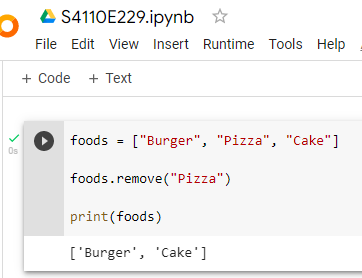 S4110E229.ipynb
File Edit View Insert Runtime Tools Help
+ Code + Text
foods = ["Burger", "Pizza", "Cake"]
foods.remove("Pizza")
print(foods)
0s
['Burger', 'Cake']